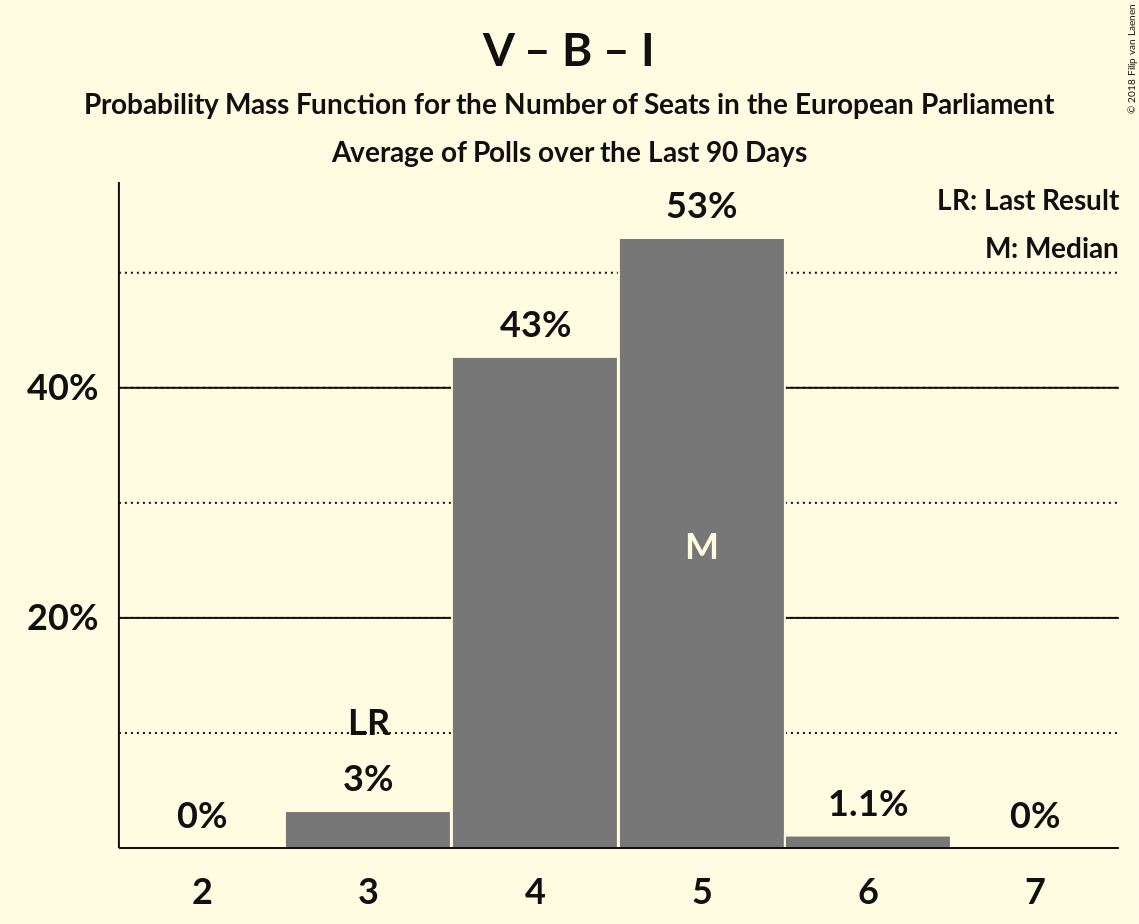 V – B – I
Probability Mass Function for the Number of Seats in the European Parliament
Average of Polls over the Last 90 Days
© 2018 Filip van Laenen
LR: Last Result
M: Median
53%
43%
40%
M
20%
LR
3%
0%
1.1%
0%
2 3 4 5 6 7